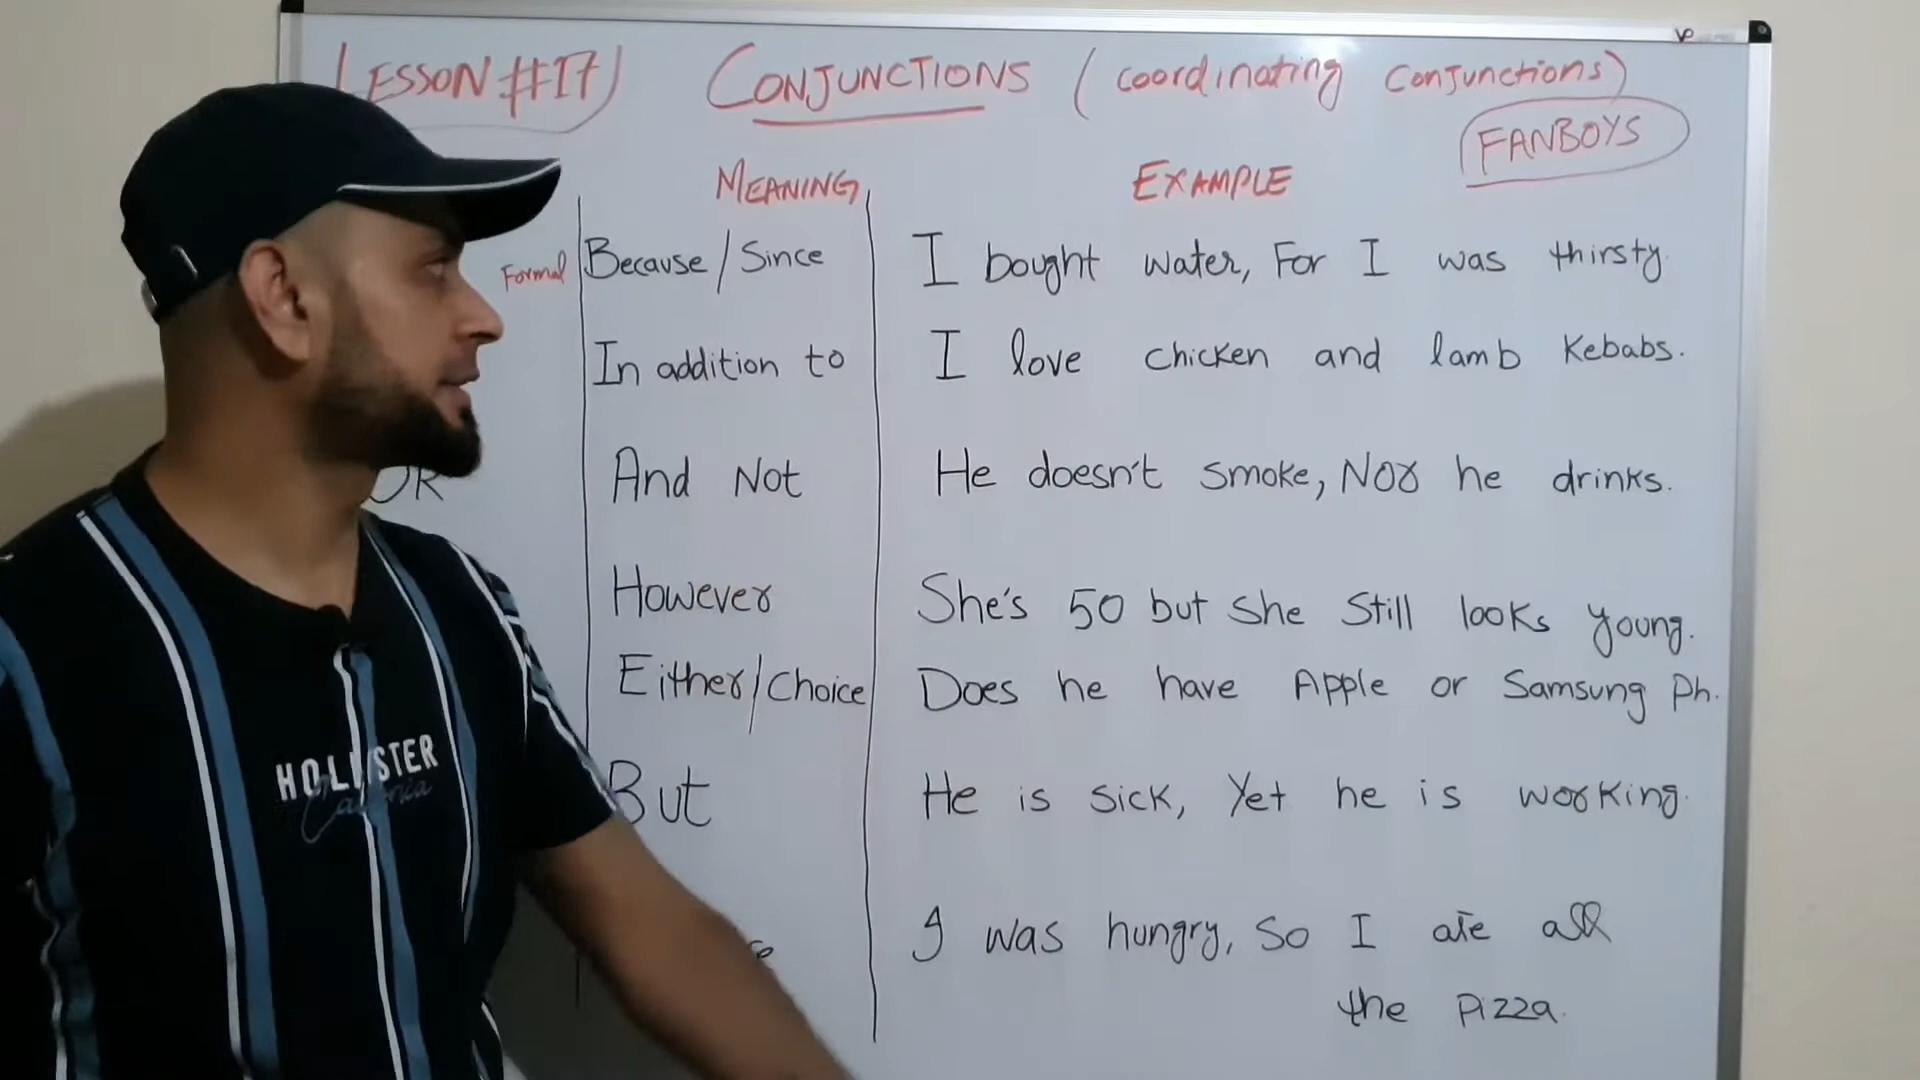 LESSON #17 CONJUNCTIONS (coordinating conjunctions)
FANBOYS
MEANING EXAMPLE
Formal Because / Since I bought water, For I was thirsty.
In addition to I love chicken and lamb Kebabs.
OR And Not He doesn't smoke, Nor he drinks.
However She's 50 but she still looks young.
Either/Choice Does he have Apple or Samsung Ph.
But He is sick, Yet he is working.
I was hungry, So I ate all
the Pizza.
HOLLISTER
California